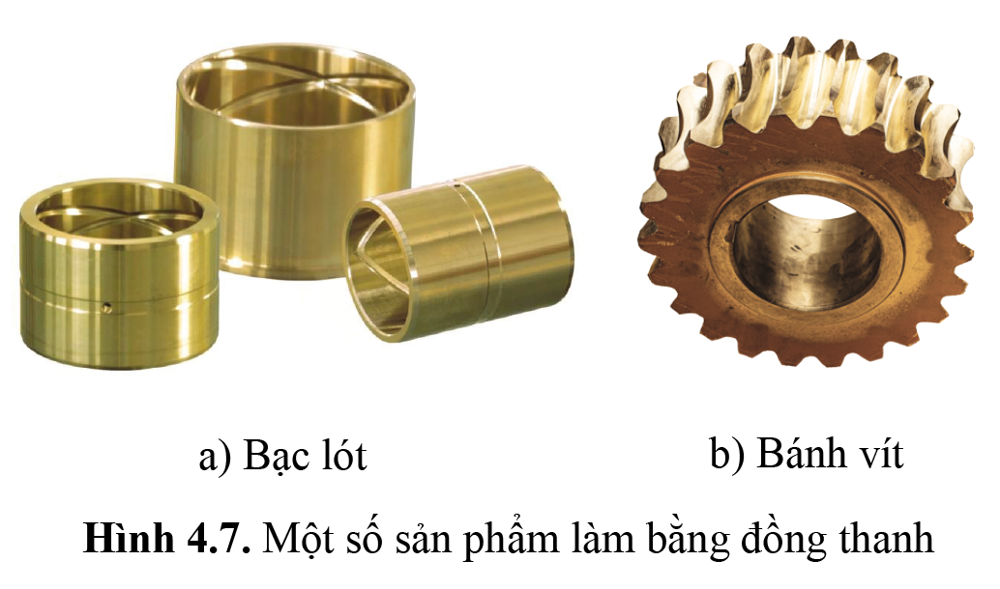 a) Bạc lót
b) Bánh vít
Hình 4.7. Một số sản phẩm làm bằng đồng thanh